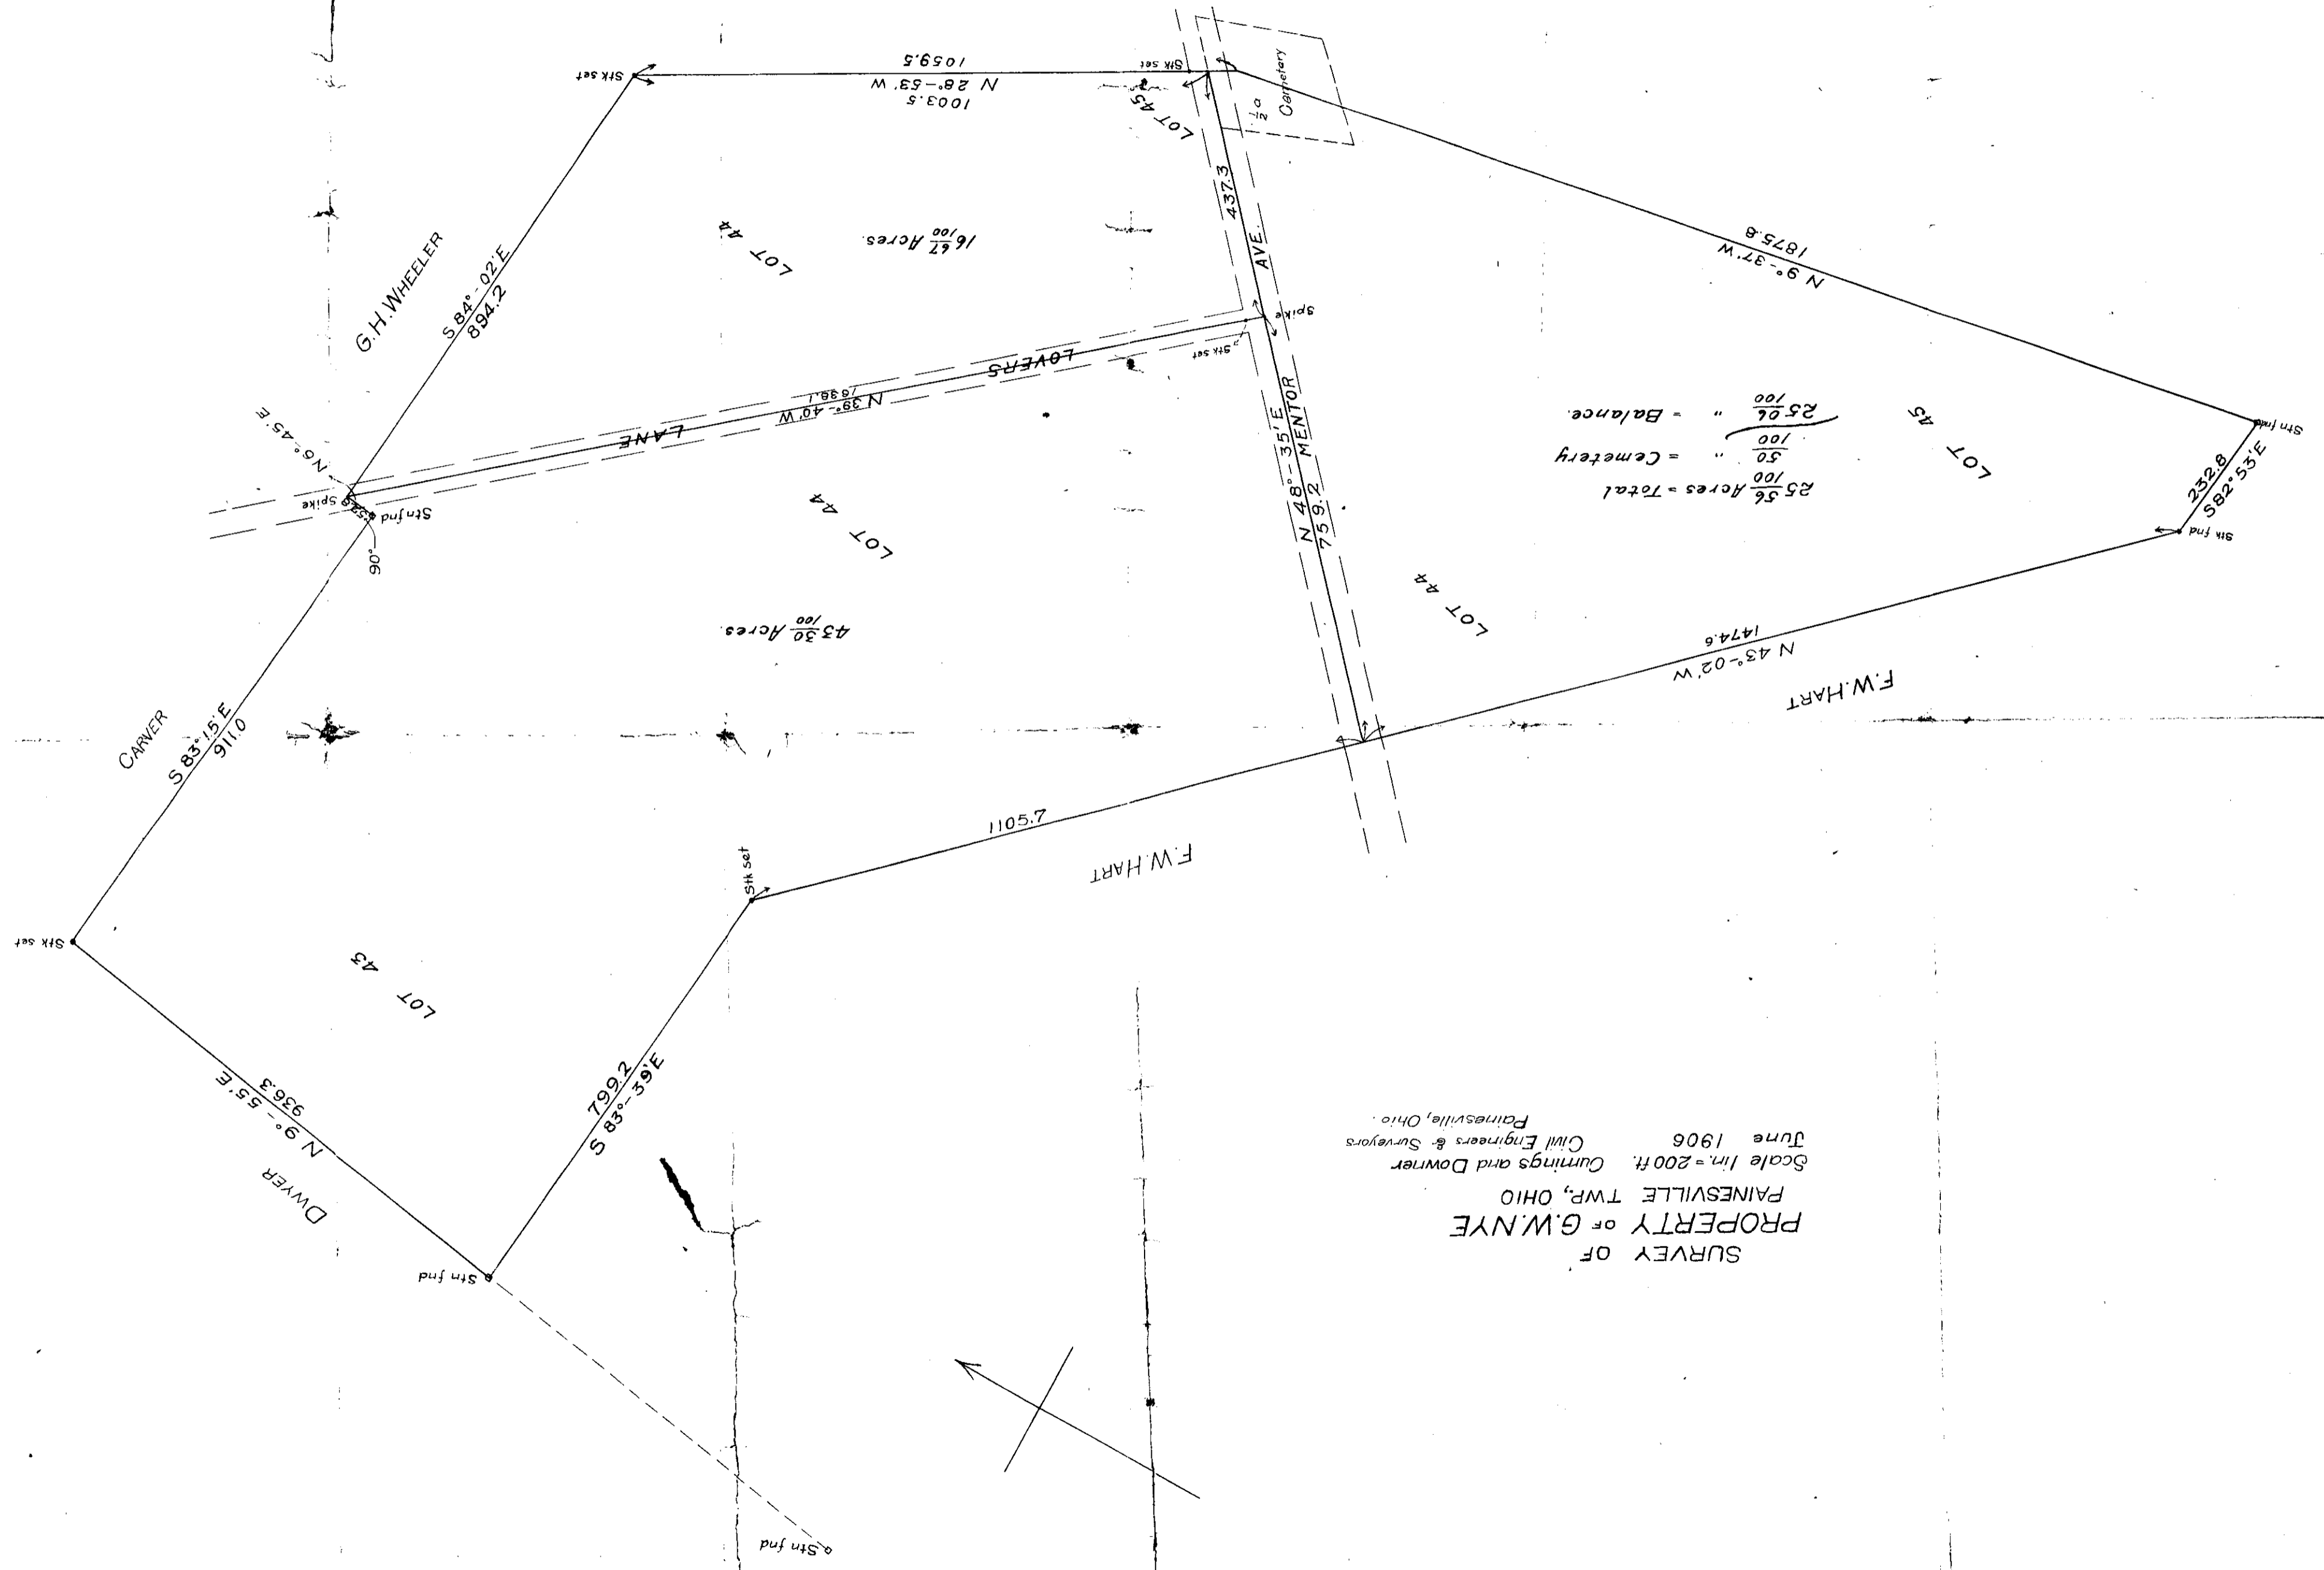 SURVEY OF
PROPERTY OF G.W.NYE
PAINESVILLE TWP., OHIO
Scale 1in.=200ft. Cumings and Downer
June 1906 Civil Engineers & Surveyors
Painesville, Ohio.
Stn fnd
Stn fnd
DWYER
N 9°-55'E
936.3
799.2
S 83°-39'E
LOT 43
Stk set
CARVER
S 83°15'E
911.0
Stk set
F.W.HART
1105.7
F.W.HART
N 43°-02'W
1474.6
43 30/100 Acres.
LOT 44
LOT 44
25 56/100 Acres = Total
50/100 " = Cemetery
25 06/100 " = Balance.
LOT 45
Stk fnd
232.8
S82°53'E
Stn fnd
N 9°-37'W
1875.8
N 48°-35'E
759.2 MENTOR
AVE.
437.3
Spike
Stk set
LOVERS
LANE
N 39°-40'W
Stn fnd
Spike
90°
N6°-45'E
G.H.WHEELER
S 84°-02'E
894.2
LOT 44
16 67/100 Acres.
LOT 45
1/2 a
Cemetery
Stk set
1003.5
N 28°-53'W
1059.5
Stk set